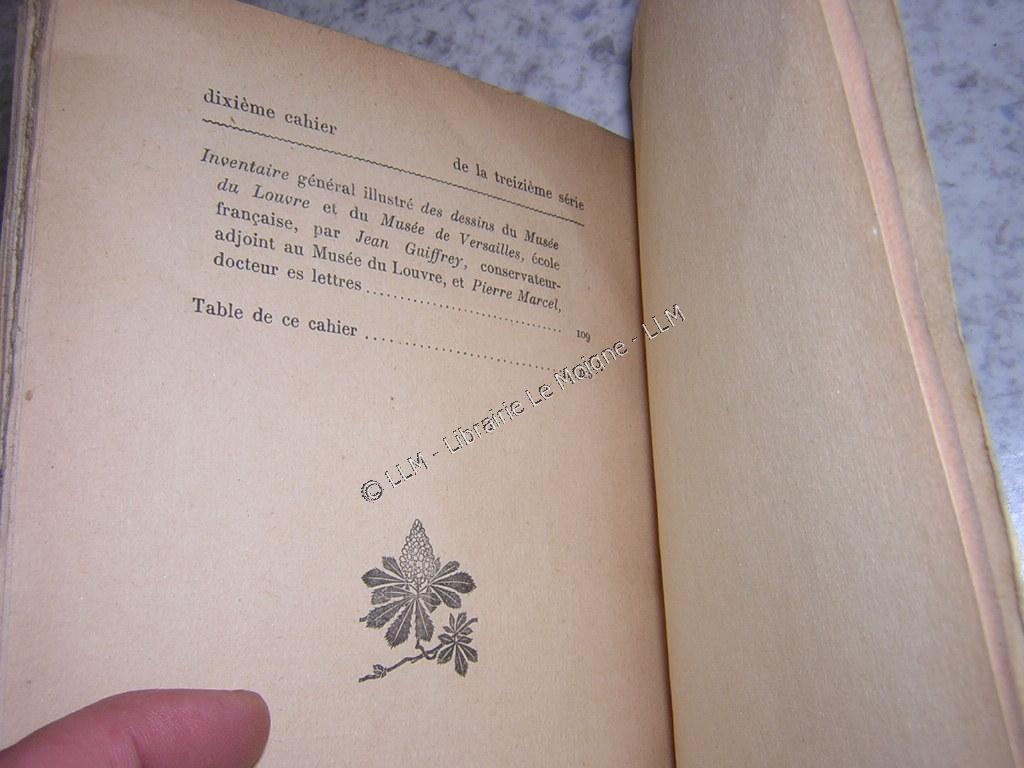 dixième cahier
de la treizième série
Inventaire général illustré des dessins du Musée
du Louvre et du Musée de Versailles, école
française, par Jean Guiffrey, conservateur-
adjoint au Musée du Louvre, et Pierre Marcel,
docteur es lettres .................... 109
Table de ce cahier ....................
© LLM - Librairie Le Moigne - LLM